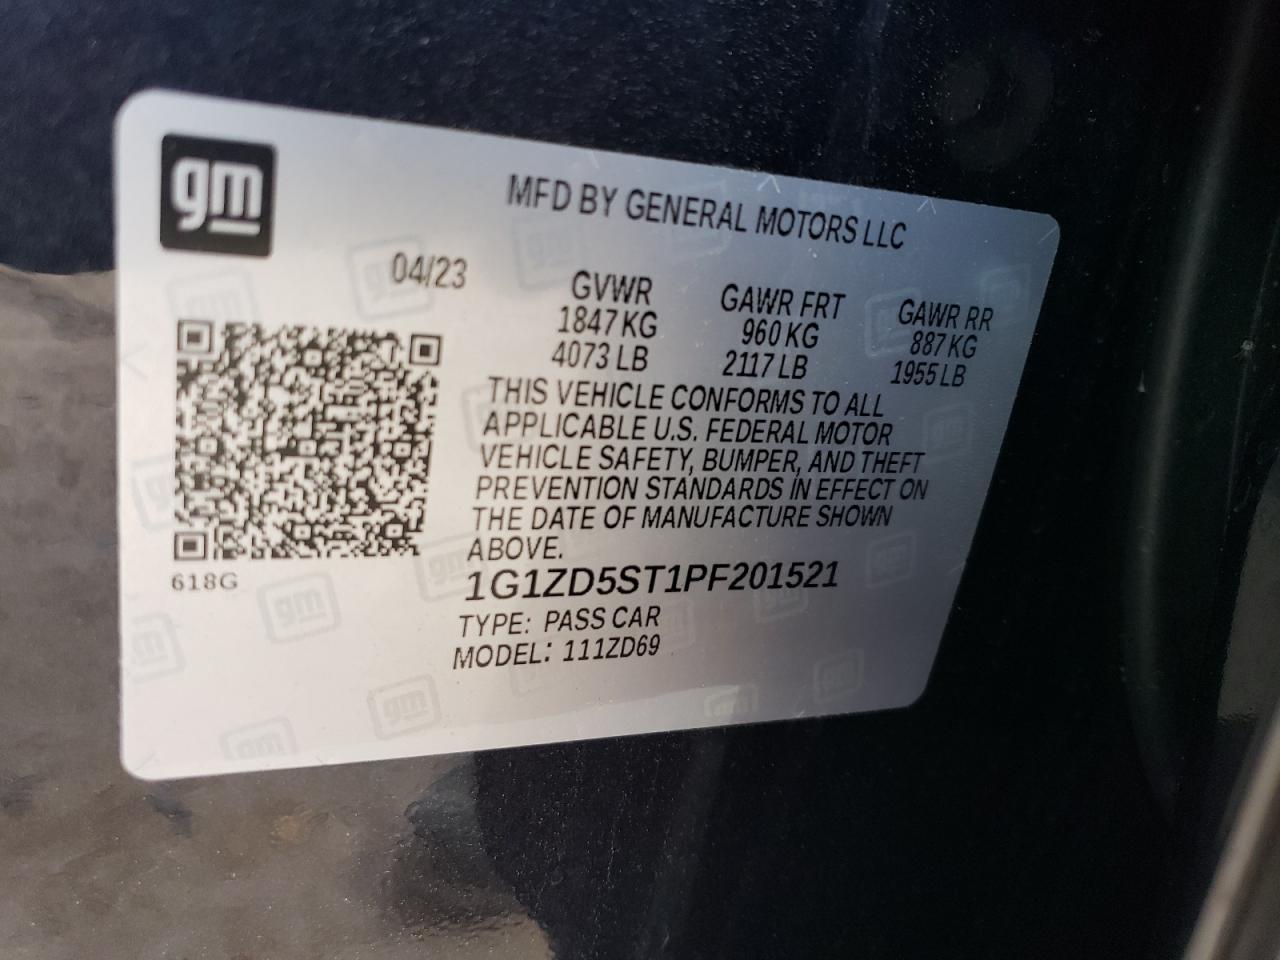 gm
MFD BY GENERAL MOTORS LLC
04/23
GVWR
1847 KG
4073 LB
GAWR FRT
960 KG
2117 LB
GAWR RR
887 KG
1955 LB
THIS VEHICLE CONFORMS TO ALL
APPLICABLE U.S. FEDERAL MOTOR
VEHICLE SAFETY, BUMPER, AND THEFT
PREVENTION STANDARDS IN EFFECT ON
THE DATE OF MANUFACTURE SHOWN
ABOVE.
618G
1G1ZD5ST1PF201521
TYPE: PASS CAR
MODEL: 111ZD69